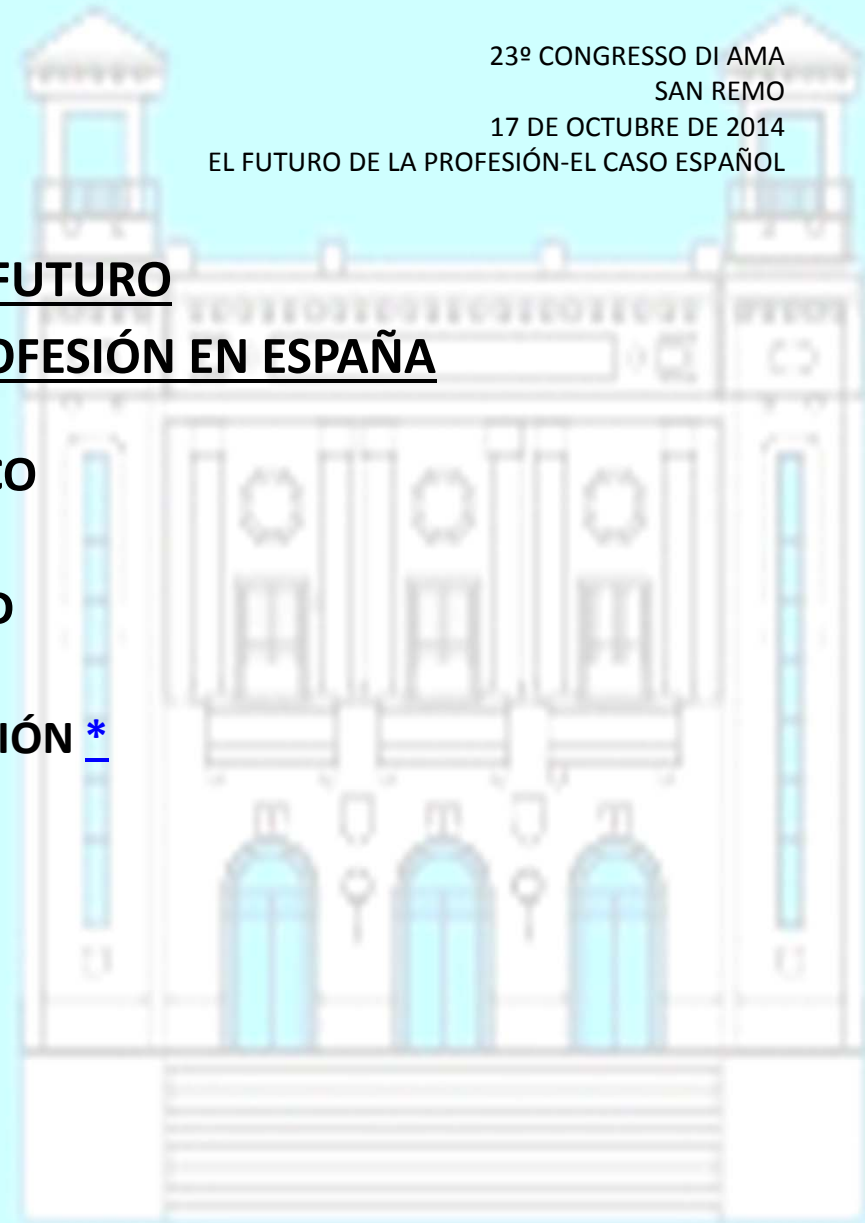 23º CONGRESSO DI AMA
SAN REMO
17 DE OCTUBRE DE 2014
EL FUTURO DE LA PROFESIÓN-EL CASO ESPAÑOL
FUTURO
OFESIÓN EN ESPAÑA
CO
O
IÓN *